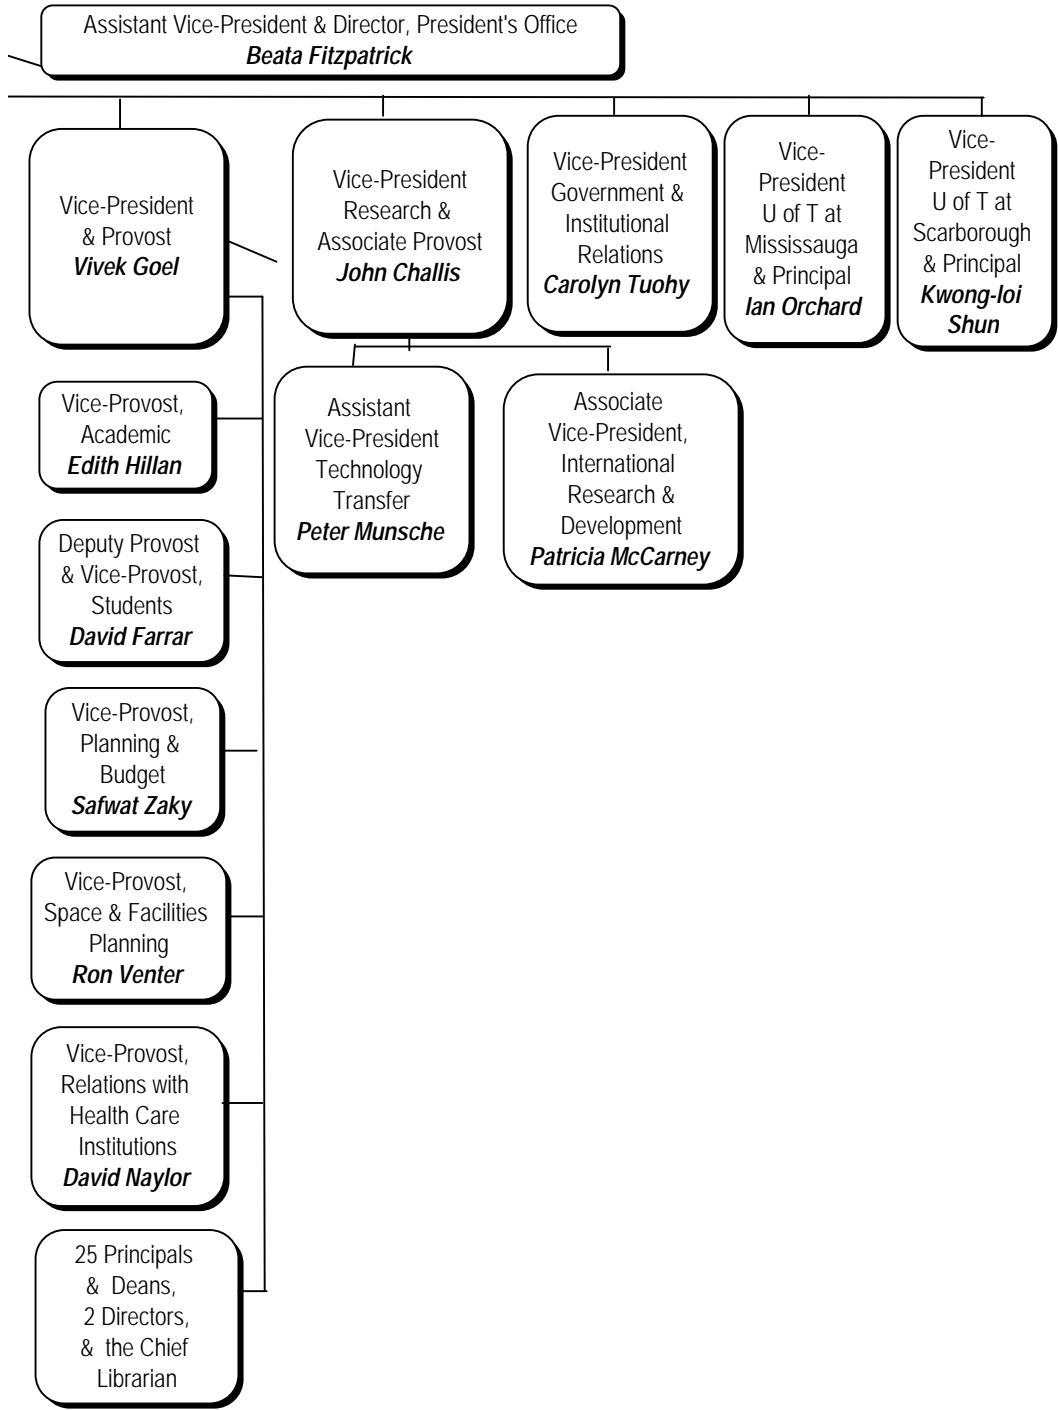 Assistant Vice-President & Director, President's Office
Beata Fitzpatrick
Vice-President
& Provost
Vivek Goel
Vice-President
Research &
Associate Provost
John Challis
Vice-President
Government &
Institutional
Relations
Carolyn Tuohy
Vice-
President
U of T at
Mississauga
& Principal
Ian Orchard
Vice-
President
U of T at
Scarborough
& Principal
Kwong-loi
Shun
Assistant
Vice-President
Technology
Transfer
Peter Munsche
Associate
Vice-President,
International
Research &
Development
Patricia McCarney
Vice-Provost,
Academic
Edith Hillan
Deputy Provost
& Vice-Provost,
Students
David Farrar
Vice-Provost,
Planning &
Budget
Safwat Zaky
Vice-Provost,
Space & Facilities
Planning
Ron Venter
Vice-Provost,
Relations with
Health Care
Institutions
David Naylor
25 Principals
& Deans,
2 Directors,
& the Chief
Librarian